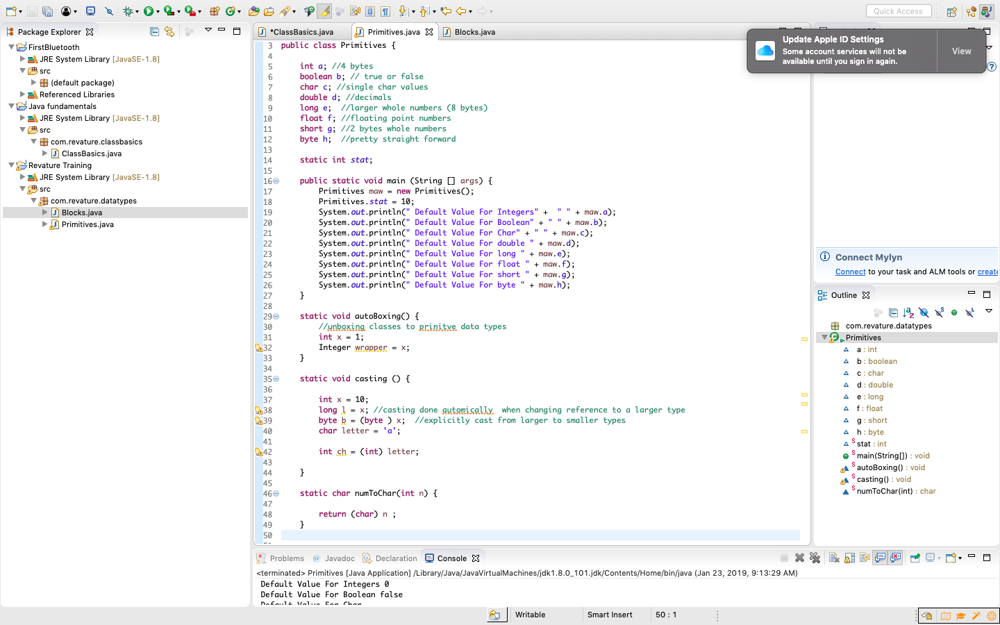 Quick Access
Package Explorer
FirstBluetooth
JRE System Library [JavaSE-1.8]
src
(default package)
Referenced Libraries
Java fundamentals
JRE System Library [JavaSE-1.8]
src
com.revature.classbasics
ClassBasics.java
Revature Training
JRE System Library [JavaSE-1.8]
src
com.revature.datatypes
Blocks.java
Primitives.java
*ClassBasics.java
Primitives.java
Blocks.java
3 public class Primitives {
4
5 int a; //4 bytes
6 boolean b; // true or false
7 char c; //single char values
8 double d; //decimals
9 long e;  //larger whole numbers (8 bytes)
10 float f; //floating point numbers
11 short g; //2 bytes whole numbers
12 byte h;  //pretty straight forward
13
14 static int stat;
15
16 public static void main (String [] args) {
17 Primitives maw = new Primitives();
18 Primitives.stat = 10;
19 System.out.println(" Default Value For Integers" +  " " + maw.a);
20 System.out.println(" Default Value For Boolean" + " " + maw.b);
21 System.out.println(" Default Value For Char" + " " + maw.c);
22 System.out.println(" Default Value For double " + maw.d);
23 System.out.println(" Default Value For long " + maw.e);
24 System.out.println(" Default Value For float " + maw.f);
25 System.out.println(" Default Value For short " + maw.g);
26 System.out.println(" Default Value For byte " + maw.h);
27 }
28
29 static void autoBoxing() {
30 //unboxing classes to prinitve data types
31 int x = 1;
32 Integer wrapper = x;
33 }
34
35 static void casting () {
36
37 int x = 10;
38 long l = x; //casting done automically  when changing reference to a larger type
39 byte b = (byte ) x;  //explicitly cast from larger to smaller types
40 char letter = 'a';
41
42 int ch = (int) letter;
43
44 }
45
46 static char numToChar(int n) {
47
48 return (char) n ;
49 }
50
Update Apple ID Settings
Some account services will not be
available until you sign in again.
View
Connect Mylyn
Connect to your task and ALM tools or create
Outline
com.revature.datatypes
Primitives
a : int
b : boolean
c : char
d : double
e : long
f : float
g : short
h : byte
stat : int
main(String[]) : void
autoBoxing() : void
casting() : void
numToChar(int) : char
Problems
@ Javadoc
Declaration
Console
<terminated> Primitives [Java Application] /Library/Java/JavaVirtualMachines/jdk1.8.0_101.jdk/Contents/Home/bin/java (Jan 23, 2019, 9:13:29 AM)
Default Value For Integers 0
Default Value For Boolean false
Default Value For Char
Writable
Smart Insert
50 : 1